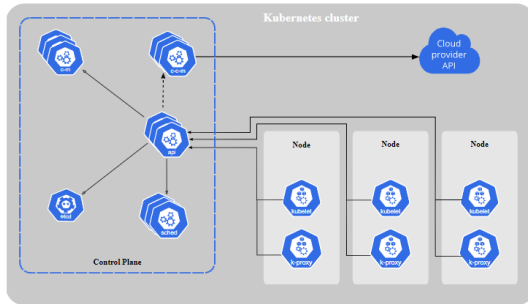 Kubernetes cluster
c-m
c-c-m
Cloud
provider
API
api
Node
Node
Node
etcd
sched
kubelet
kubelet
kubelet
k-proxy
k-proxy
k-proxy
Control Plane